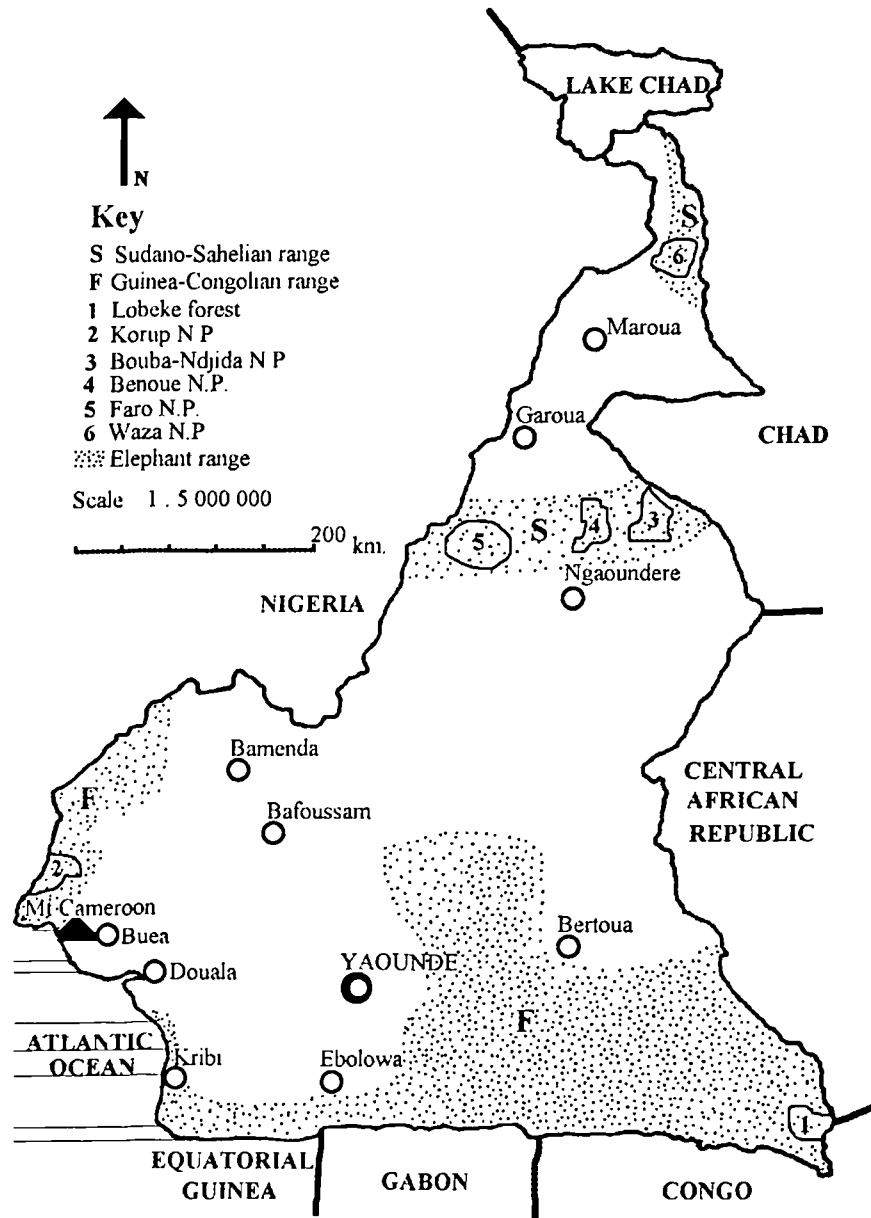 LAKE CHAD
N
Key
S Sudano-Sahelian range
F Guinea-Congolian range
1 Lobeke forest
2 Korup N P
3 Bouba-Ndjida N P
4 Benoue N.P.
5 Faro N.P.
6 Waza N.P
Elephant range
Scale 1 . 5 000 000
200 km.
S
6
Maroua
Garoua
CHAD
S
4
3
5
Ngaoundere
NIGERIA
Bamenda
F
Bafoussam
CENTRAL
AFRICAN
REPUBLIC
2
Mt Cameroon
Buea
Bertoua
Douala
YAOUNDE
F
ATLANTIC
OCEAN
Kribi
Ebolowa
1
EQUATORIAL
GUINEA
GABON
CONGO